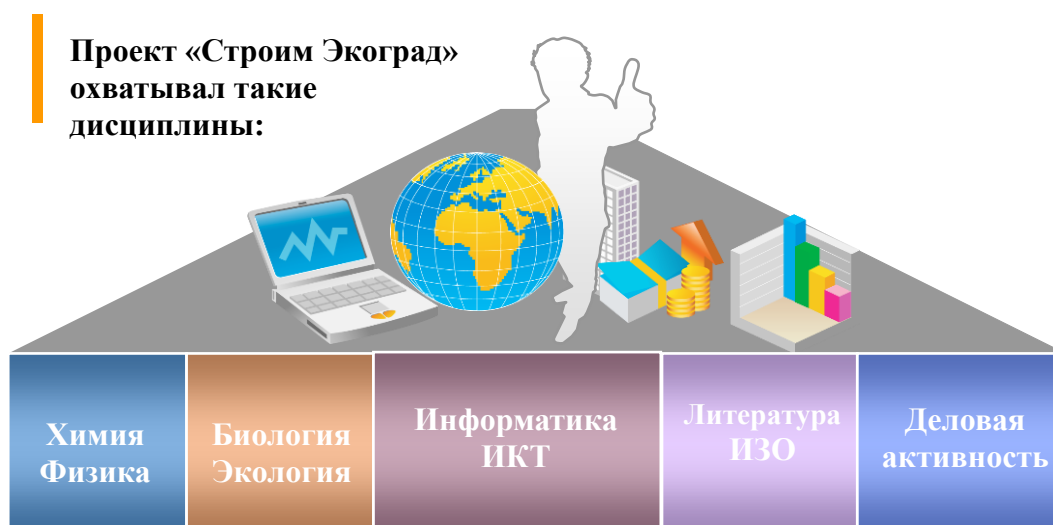 Проект «Строим Экоград»
охватывал такие
дисциплины:
Химия
Физика
Биология
Экология
Информатика
ИКТ
Литература
ИЗО
Деловая
активность